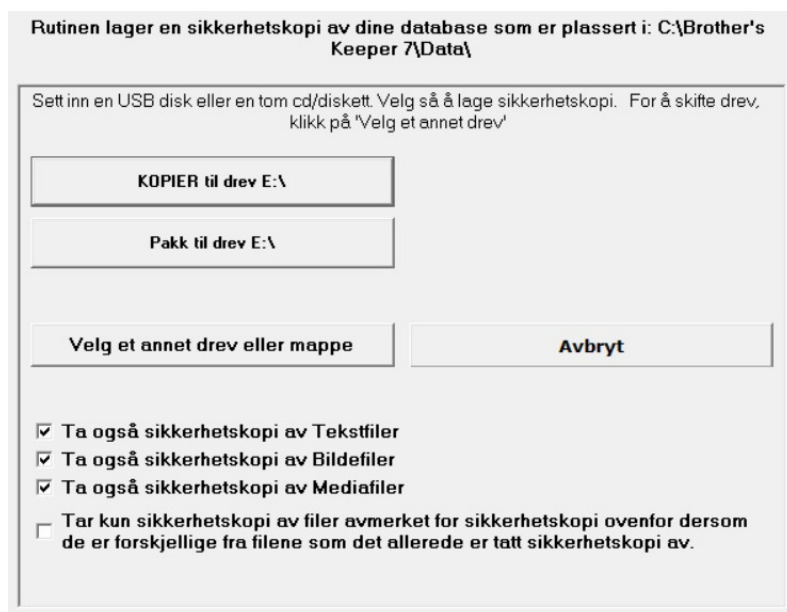 Rutinen lager en sikkerhetskopi av dine database som er plassert i: C:\Brother's
Keeper 7\Data\
Sett inn en USB disk eller en tom cd/diskett. Velg så å lage sikkerhetskopi. For å skifte drev,
klikk på 'Velg et annet drev'
KOPIER til drev E:\
Pakk til drev E:\
Velg et annet drev eller mappe
Avbryt
Ta også sikkerhetskopi av Tekstfiler
Ta også sikkerhetskopi av Bildefiler
Ta også sikkerhetskopi av Mediafiler
Tar kun sikkerhetskopi av filer avmerket for sikkerhetskopi ovenfor dersom
de er forskjellige fra filene som det allerede er tatt sikkerhetskopi av.